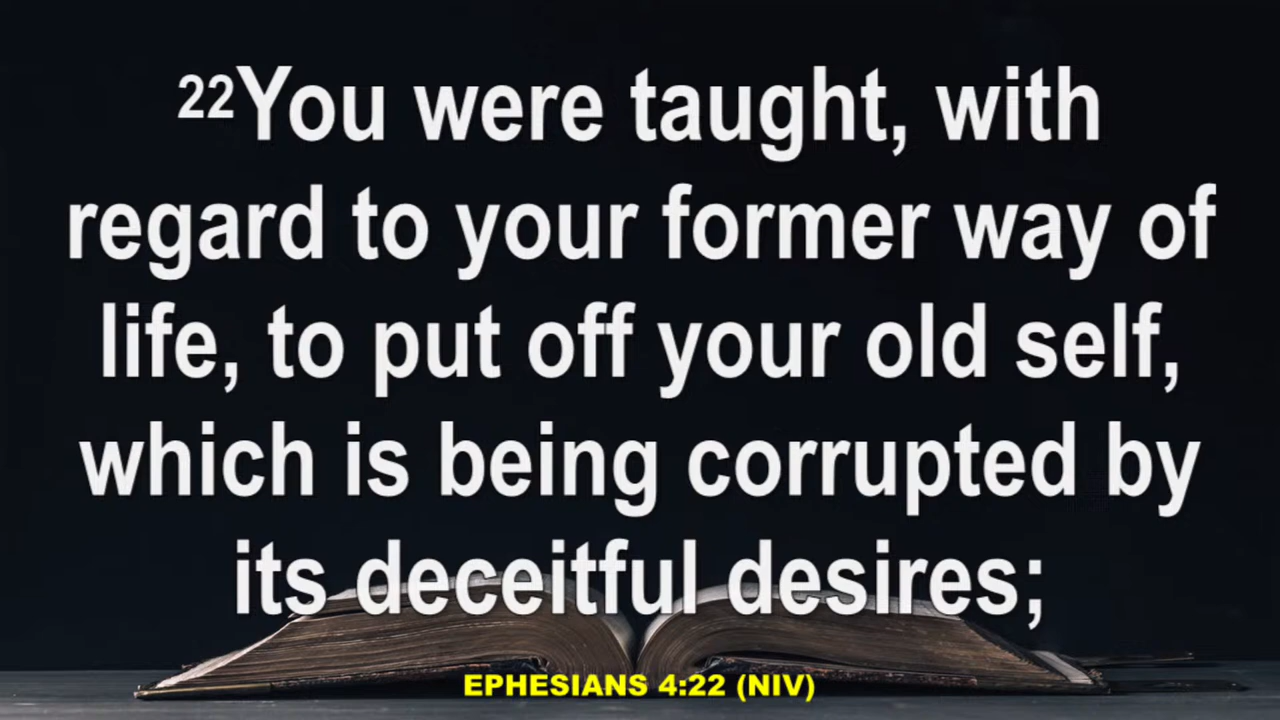 22You were taught, with
regard to your former way of
life, to put off your old self,
which is being corrupted by
its deceitful desires;
EPHESIANS 4:22 (NIV)